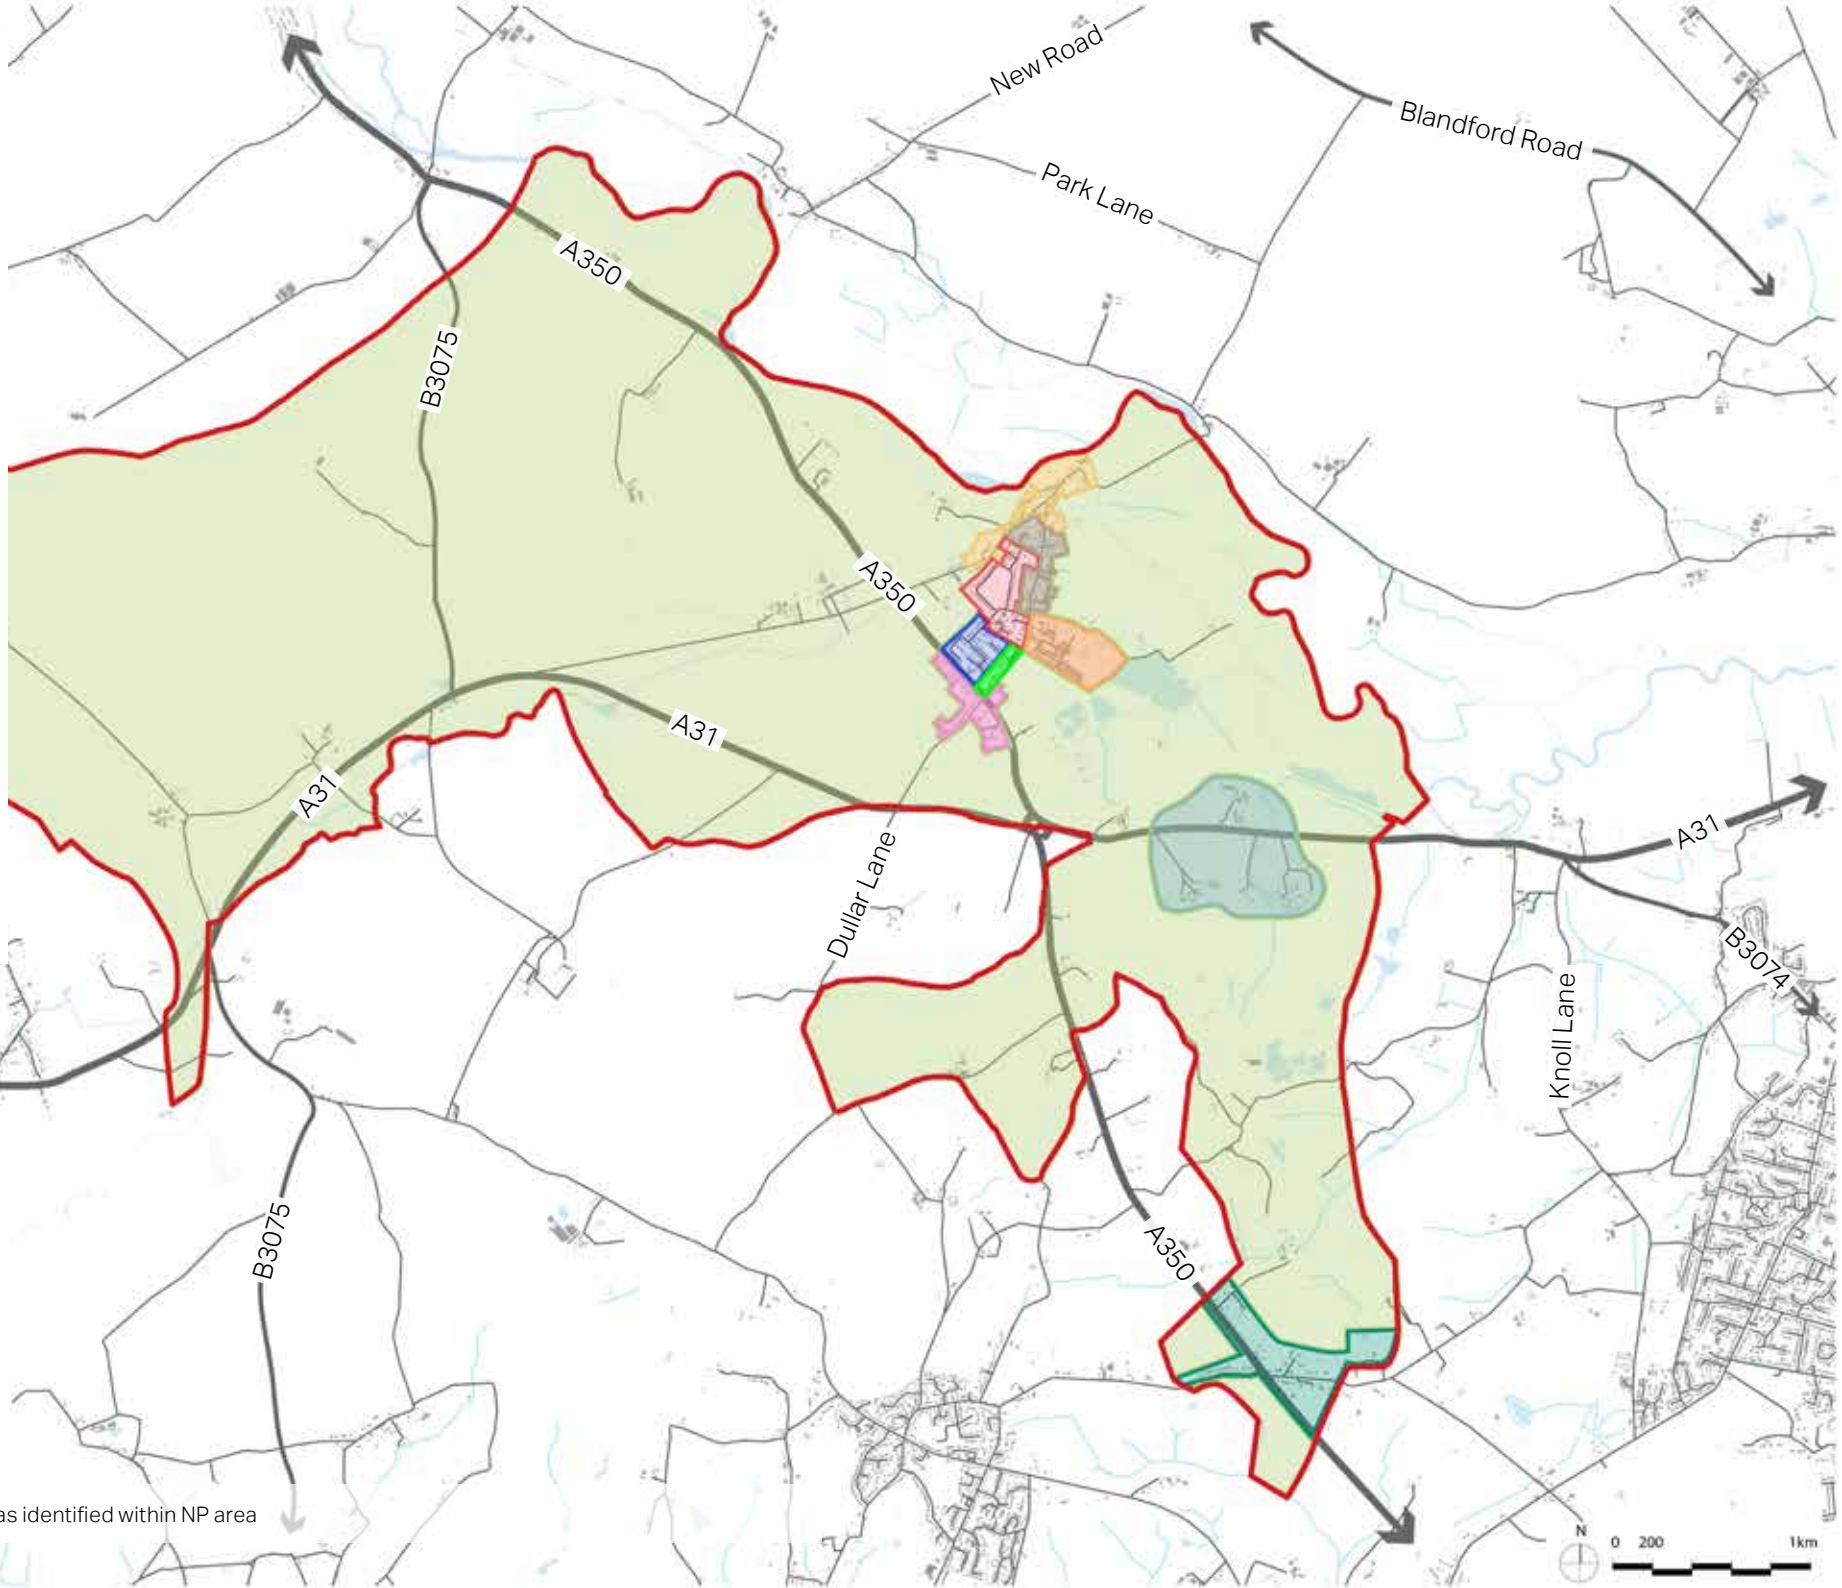 New Road
Blandford Road
Park Lane
A350
B3075
A350
A31
A31
A31
Dullar Lane
B3074
Knoll Lane
B3075
A350
as identified within NP area
N
0 200 1km